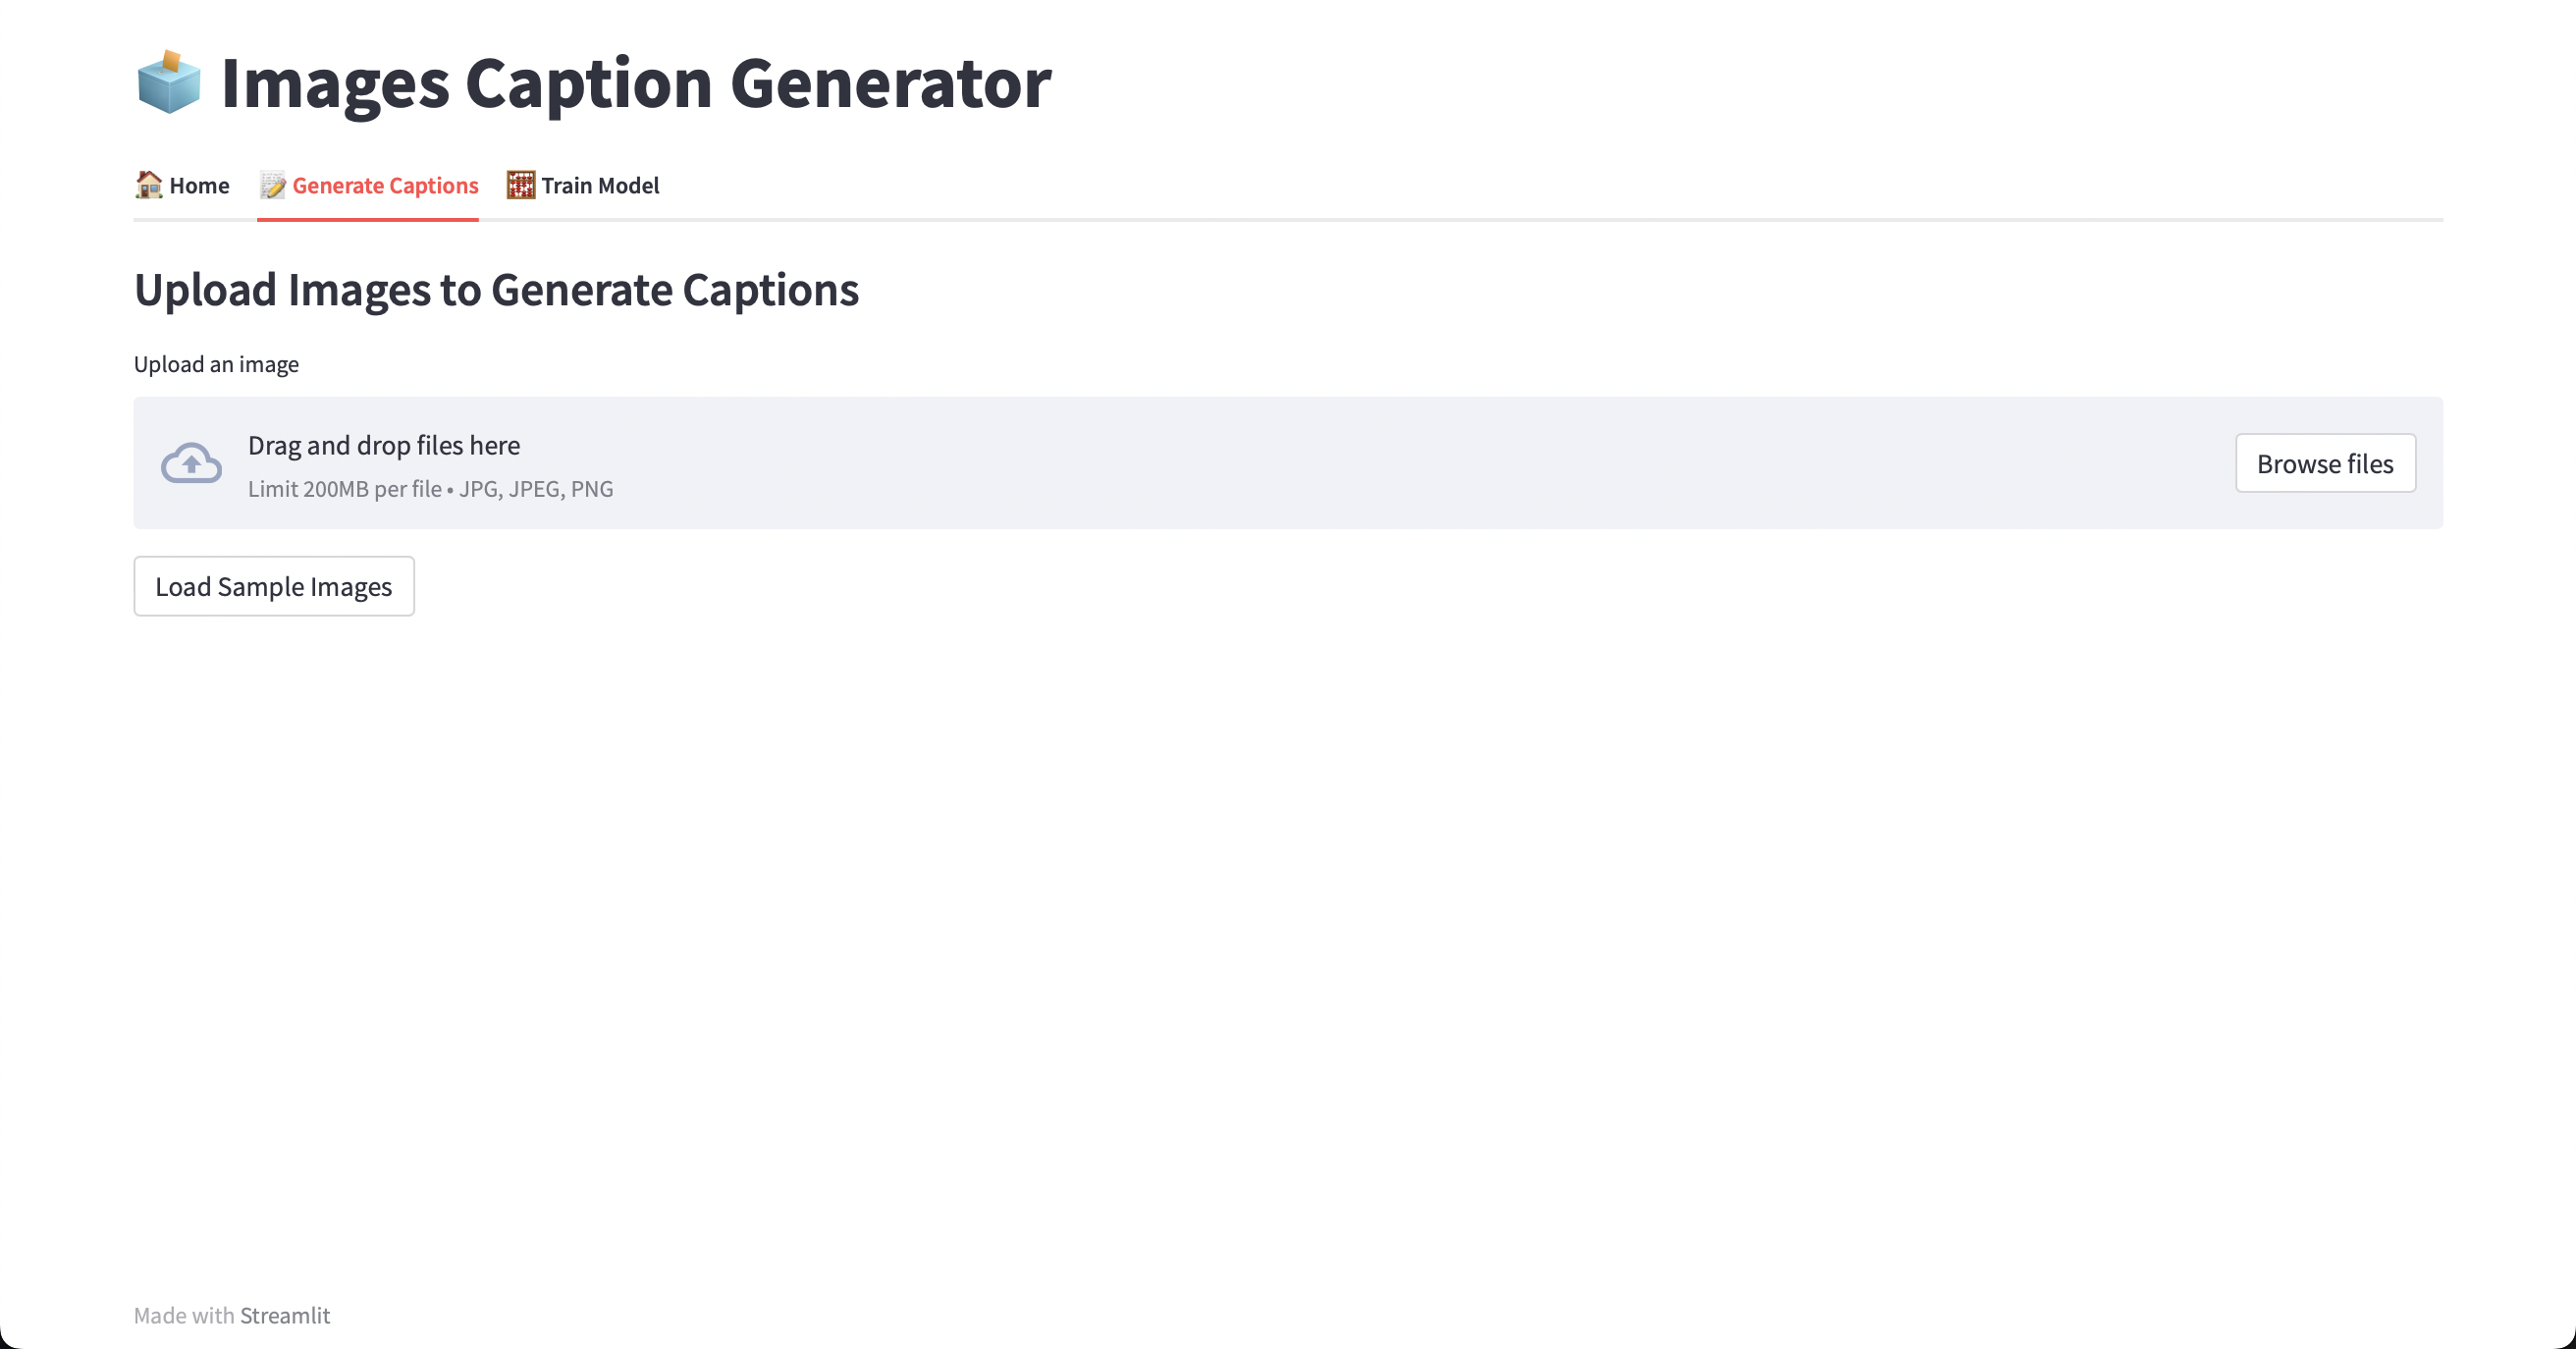 Images Caption Generator
Home Generate Captions Train Model
Upload Images to Generate Captions
Upload an image
Drag and drop files here
Limit 200MB per file • JPG, JPEG, PNG
Browse files
Load Sample Images
Made with Streamlit